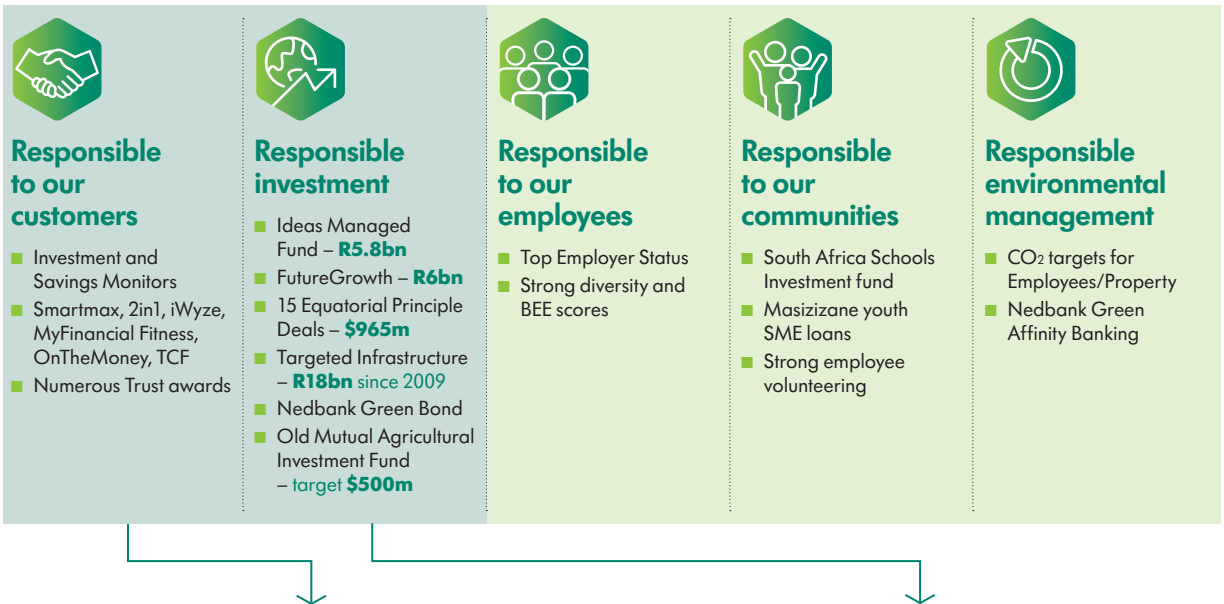 Responsible
to our
customers
■ Investment and
Savings Monitors
■ Smartmax, 2in1, iWyze,
MyFinancial Fitness,
OnTheMoney, TCF
■ Numerous Trust awards
Responsible
investment
■ Ideas Managed
Fund – R5.8bn
■ FutureGrowth – R6bn
■ 15 Equatorial Principle
Deals – $965m
■ Targeted Infrastructure
– R18bn since 2009
■ Nedbank Green Bond
■ Old Mutual Agricultural
Investment Fund
– target $500m
Responsible
to our
employees
■ Top Employer Status
■ Strong diversity and
BEE scores
Responsible
to our
communities
■ South Africa Schools
Investment fund
■ Masizizane youth
SME loans
■ Strong employee
volunteering
Responsible
environmental
management
■ CO2 targets for
Employees/Property
■ Nedbank Green
Affinity Banking